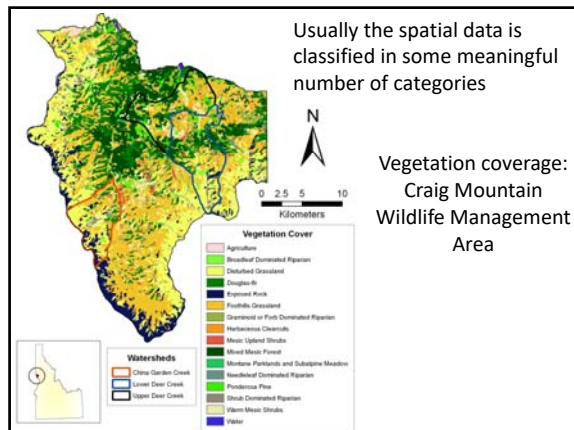 Usually the spatial data is
classified in some meaningful
number of categories
N
Vegetation coverage:
Craig Mountain
Wildlife Management
Area
0 2.5 5 10
Kilometers
Vegetation Cover
Agriculture
Broadleaf Dominated Riparian
Disturbed Grassland
Douglas-fir
Exposed Rock
Foothills Grassland
Graminoid or Forb Dominated Riparian
Herbaceous Clearcuts
Mesic Upland Shrubs
Mixed Mesic Forest
Montane Parklands and Subalpine Meadow
Needleleaf Dominated Riparian
Ponderosa Pine
Shrub Dominated Riparian
Warm Mesic Shrubs
Water
Watersheds
China Garden Creek
Lower Deer Creek
Upper Deer Creek